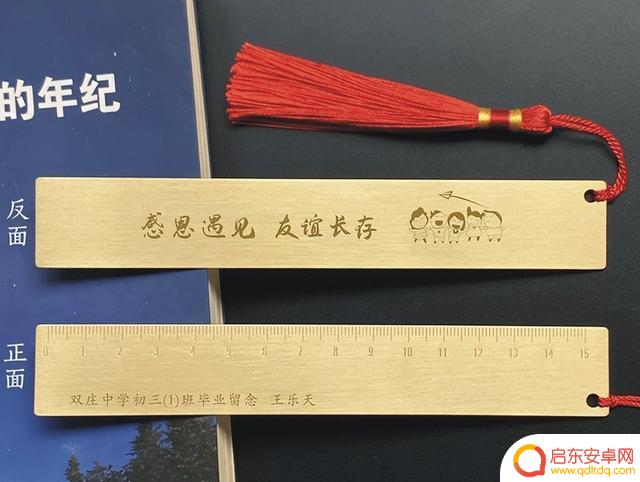 的年纪
反面
感恩遇见 友谊长存
正面
0 1 2 3 4 5 6 7 8 9 10 11 12 13 14 15
双庄中学初三(1)班毕业留念 王乐天
启东安卓网
www.qdltdq.com